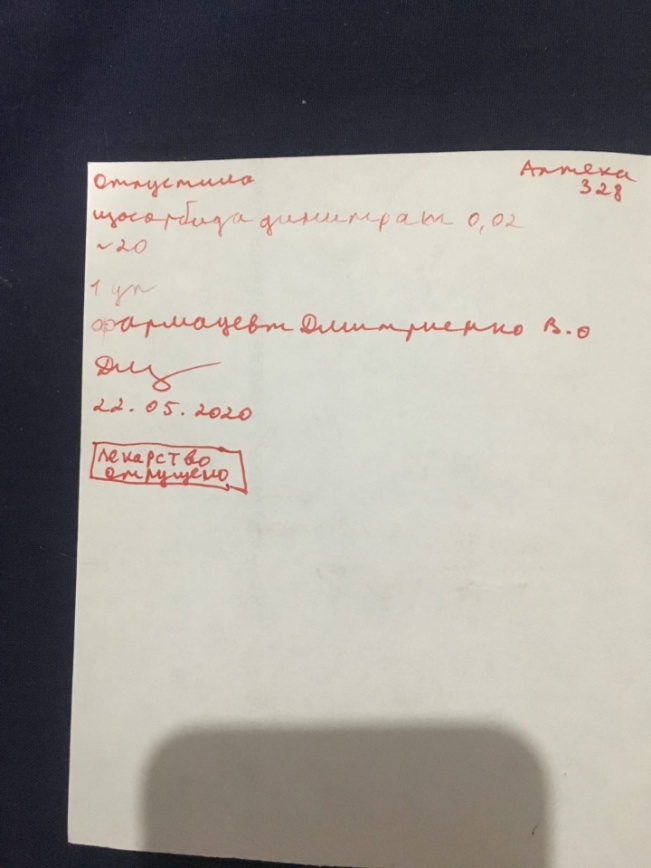 Отпустила
Аптека
328
изосорбида динитрат 0,02
№20
1 уп
фармацевт Дмитриенко В.О
22.05.2020
лекарство
отпущено